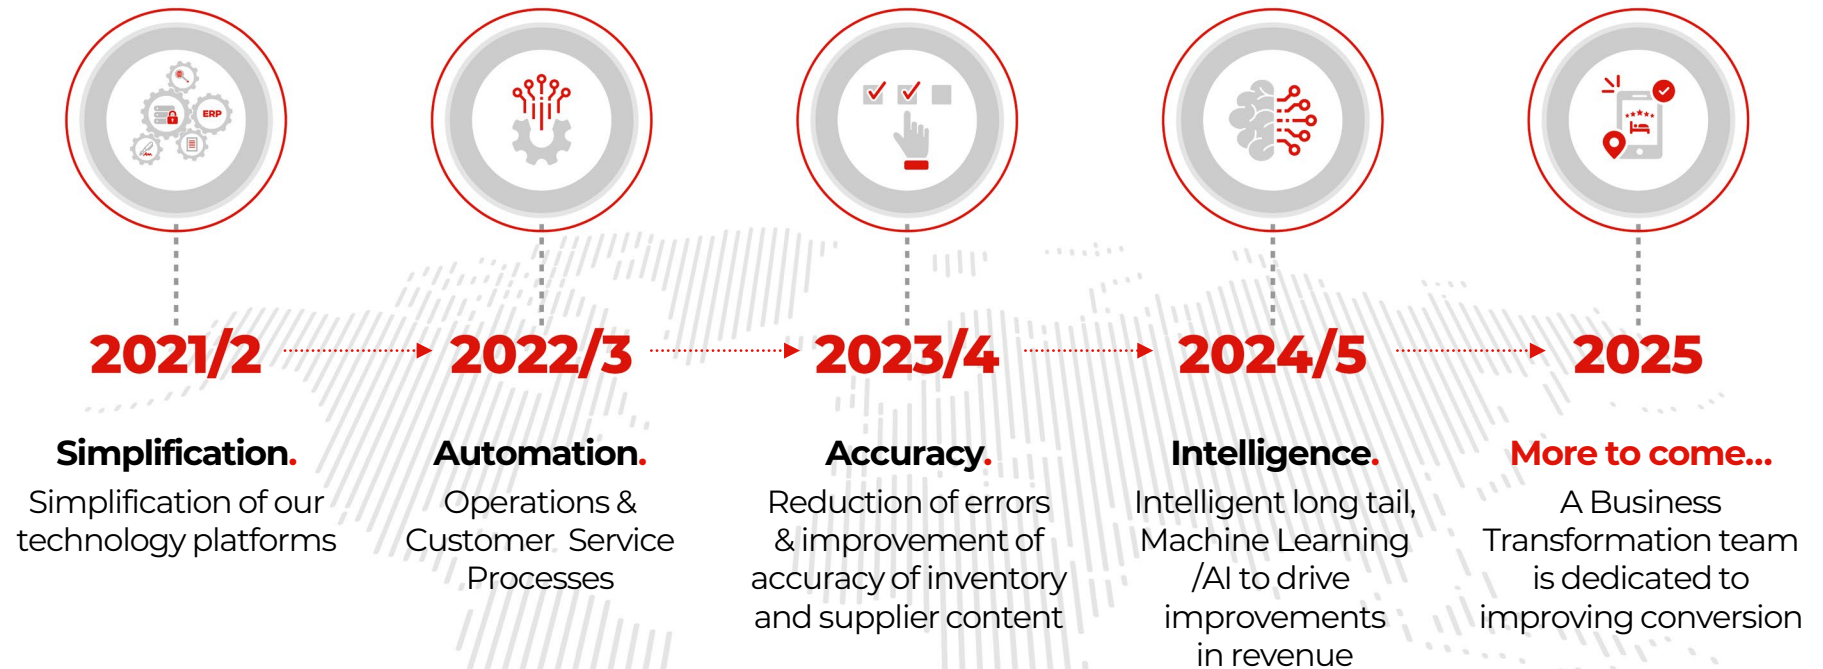 ERP
2021/2
Simplification.
Simplification of our
technology platforms
2022/3
Automation.
Operations &
Customer Service
Processes
2023/4
Accuracy.
Reduction of errors
& improvement of
accuracy of inventory
and supplier content
2024/5
Intelligence.
Intelligent long tail,
Machine Learning
/AI to drive
improvements
in revenue
2025
More to come...
A Business
Transformation team
is dedicated to
improving conversion